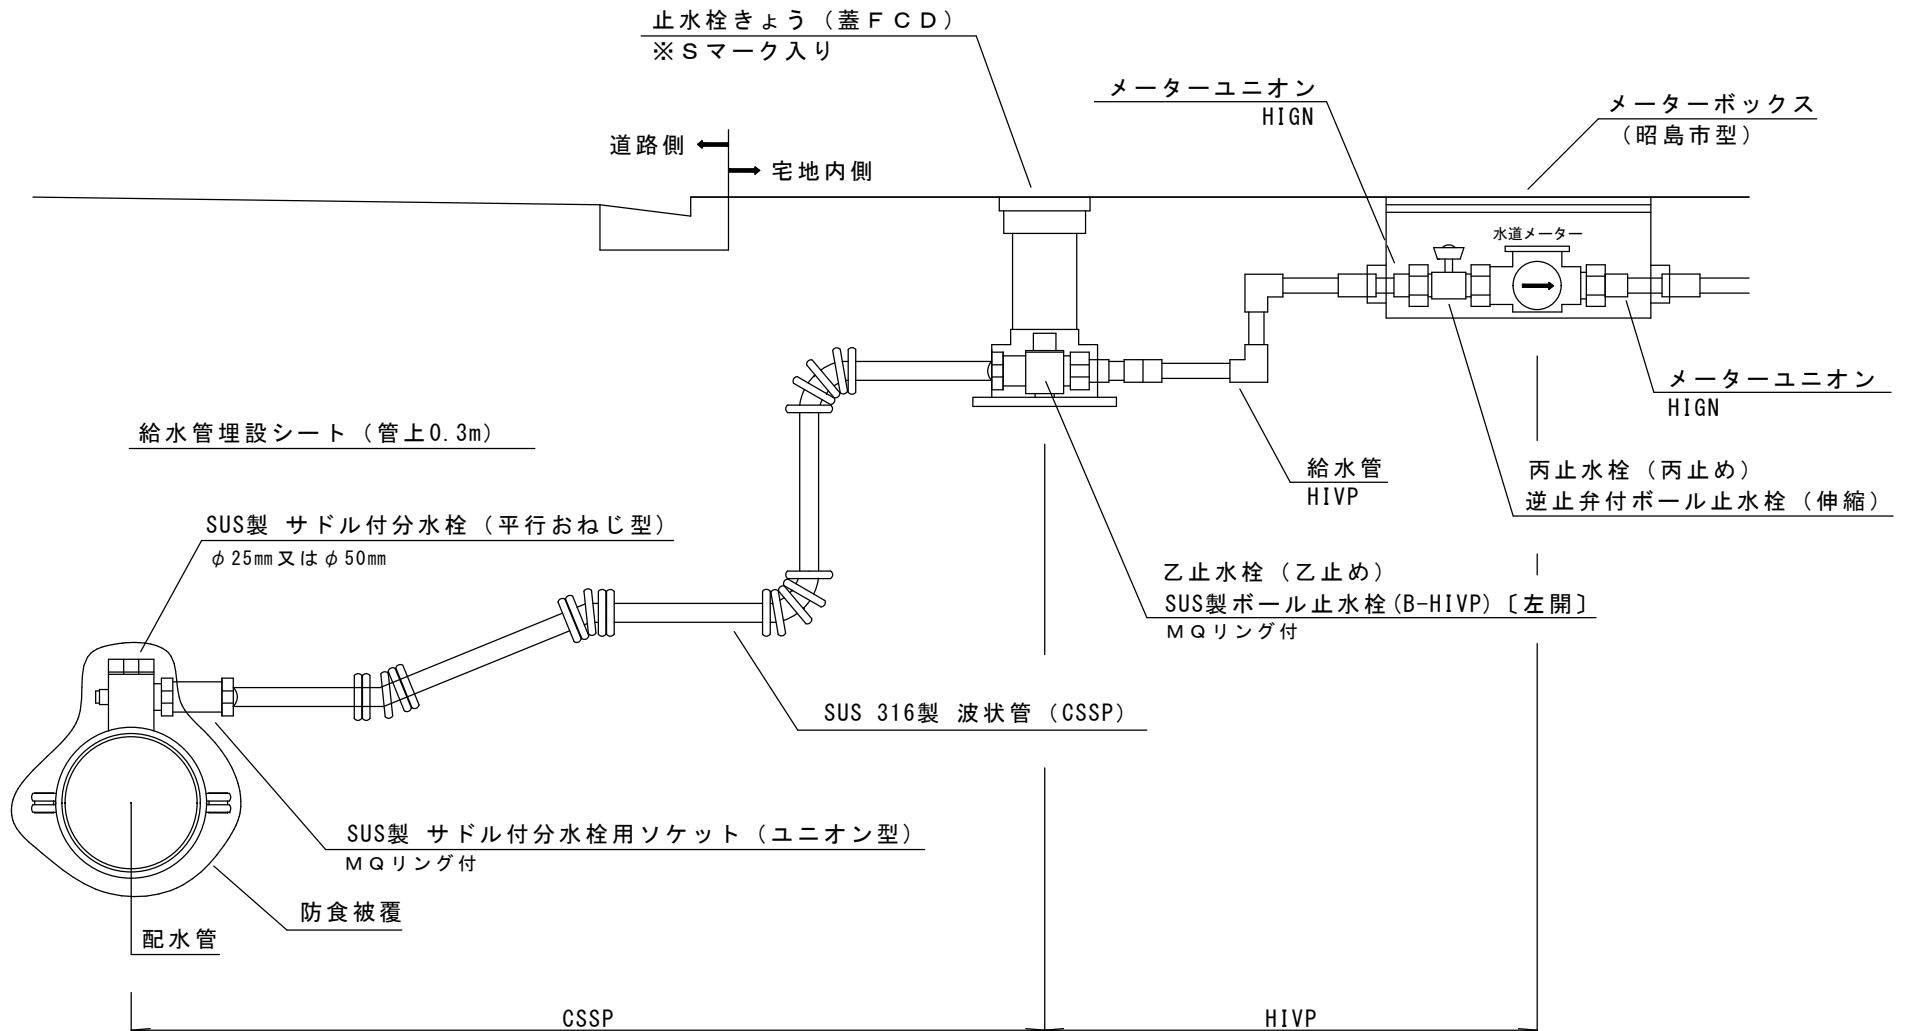 止水栓きょう（蓋ＦＣＤ）
※Ｓマーク入り
メーターユニオン
HIGN
メーターボックス
（昭島市型）
道路側
宅地内側
水道メーター
メーターユニオン
HIGN
給水管埋設シート（管上0.3m）
給水管
HIVP
丙止水栓（丙止め）
逆止弁付ボール止水栓（伸縮）
SUS製 サドル付分水栓（平行おねじ型）
φ25mm又はφ50mm
乙止水栓（乙止め）
SUS製ボール止水栓(B-HIVP)〔左開〕
ＭＱリング付
SUS 316製 波状管（CSSP）
SUS製 サドル付分水栓用ソケット（ユニオン型）
ＭＱリング付
防食被覆
配水管
CSSP
HIVP